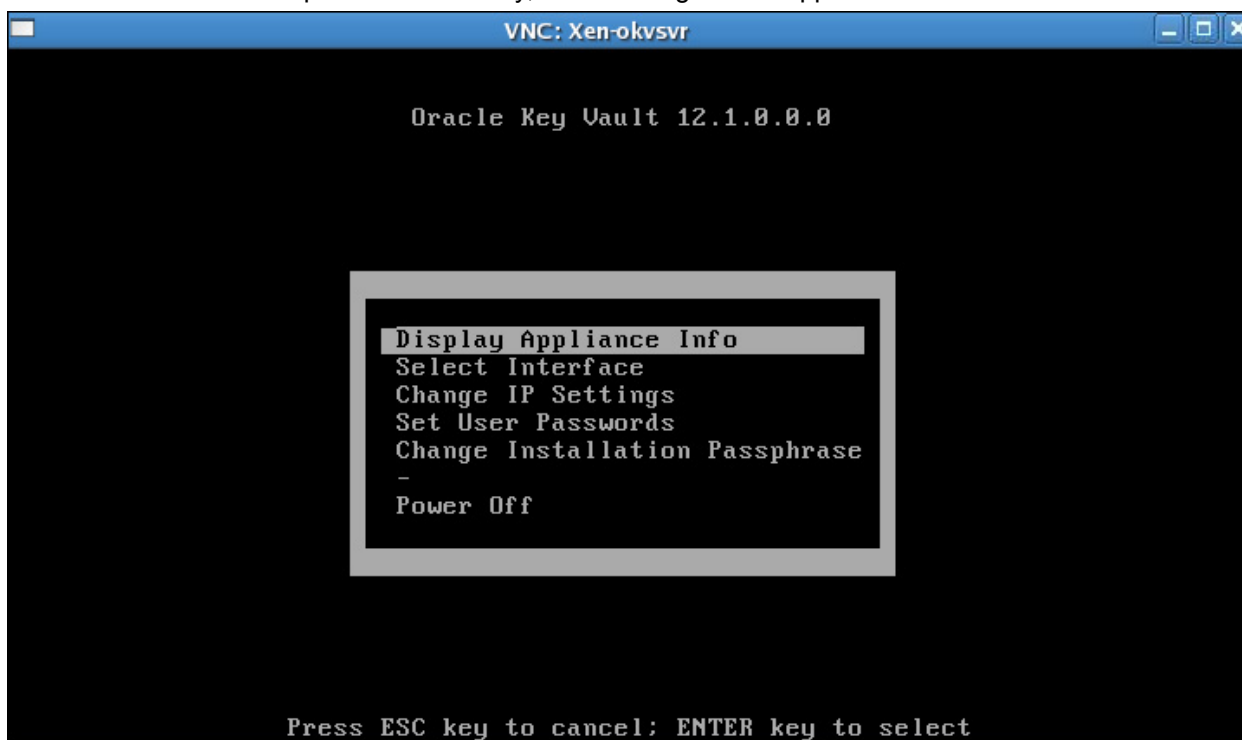 VNC: Xen-okvsvr
Oracle Key Vault 12.1.0.0.0
Display Appliance Info
Select Interface
Change IP Settings
Set User Passwords
Change Installation Passphrase
-
Power Off
Press ESC key to cancel; ENTER key to select